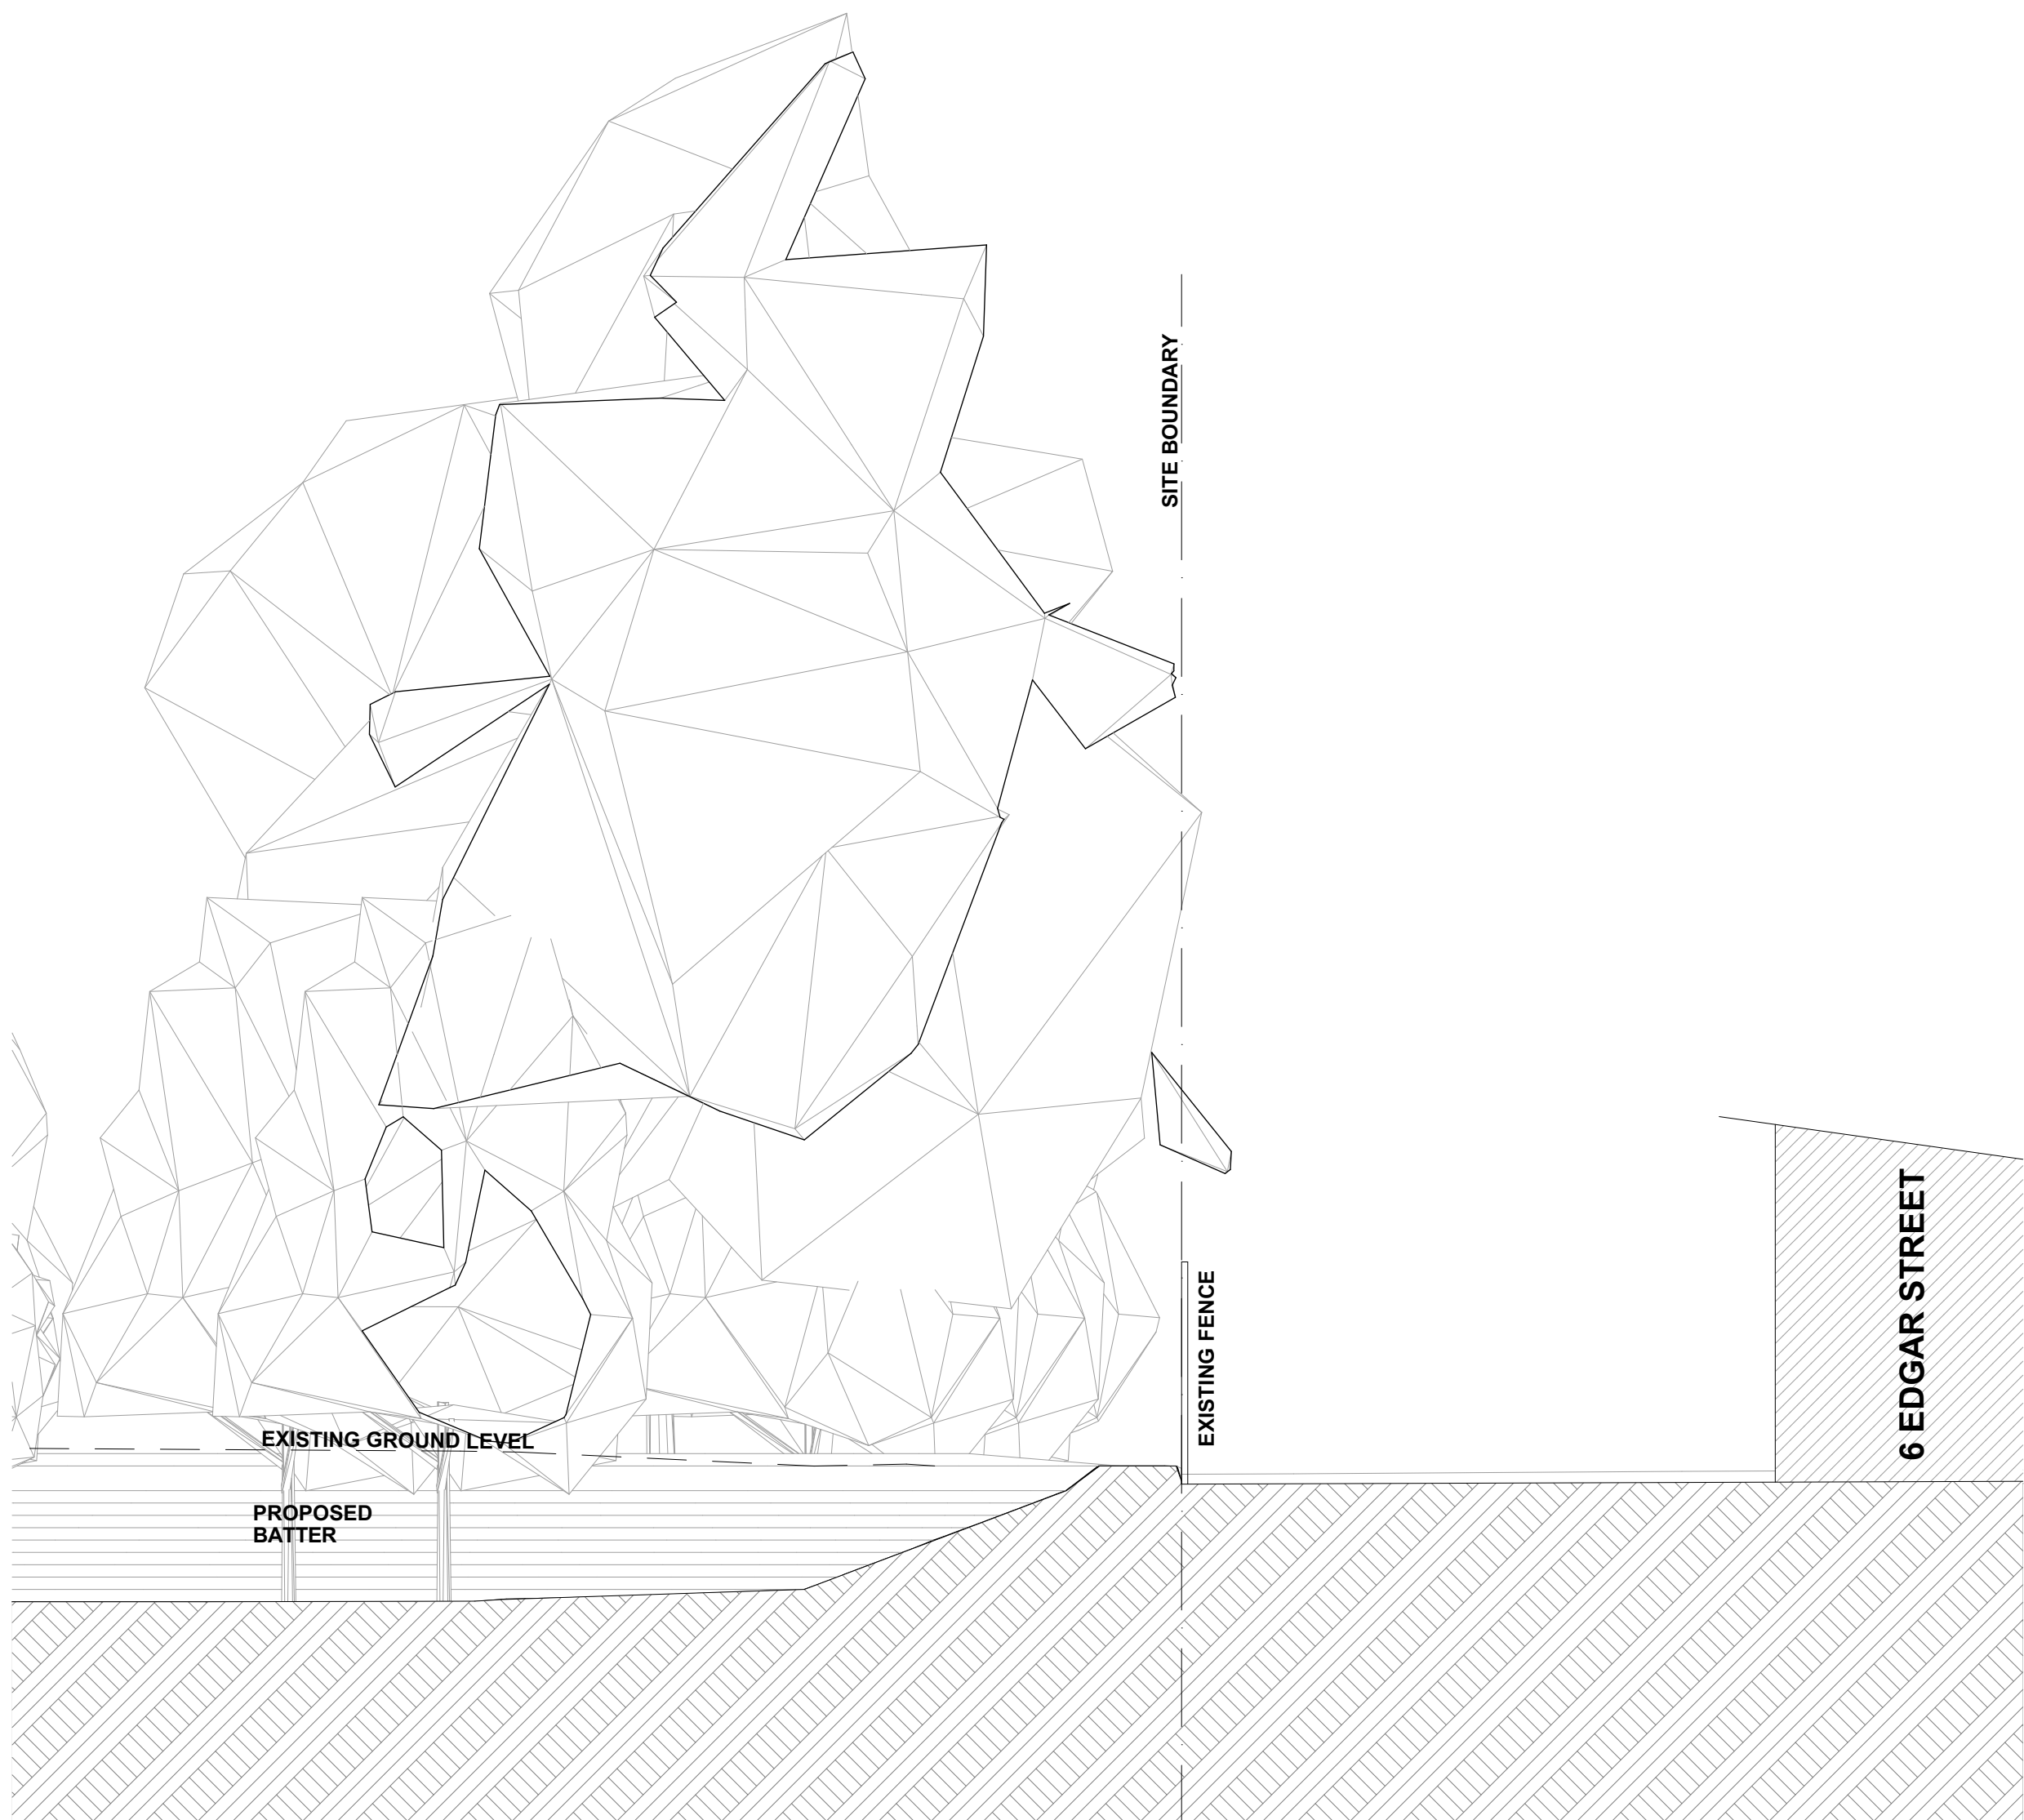 SITE BOUNDARY
EXISTING FENCE
6 EDGAR STREET
EXISTING GROUND LEVEL
PROPOSED
BATTER